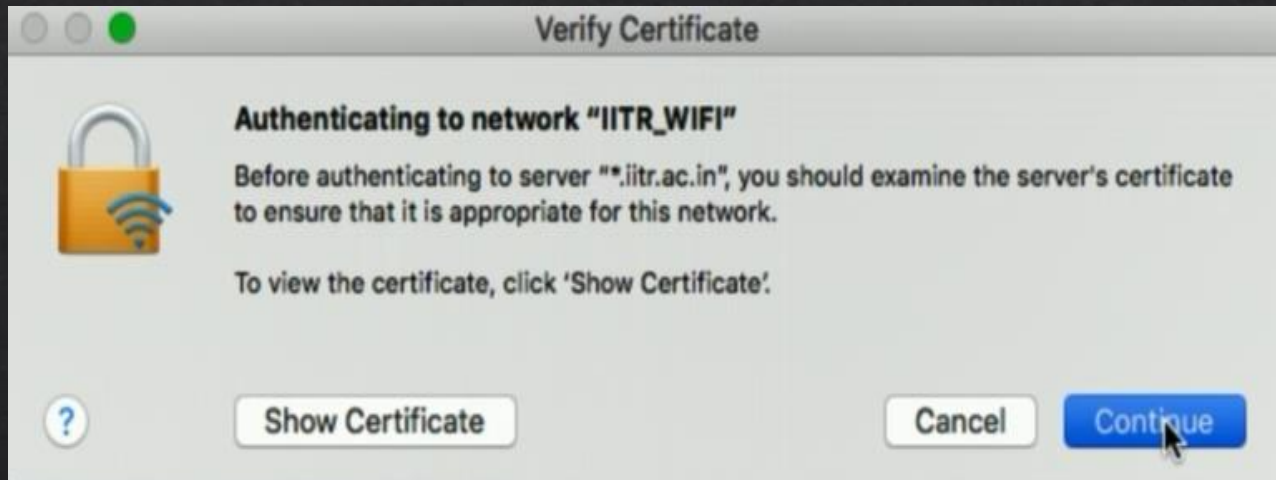 Verify Certificate
Authenticating to network “IITR_WIFI”
Before authenticating to server "*.iitr.ac.in", you should examine the server's certificate
to ensure that it is appropriate for this network.
To view the certificate, click ‘Show Certificate’.
?
Show Certificate
Cancel
Continue